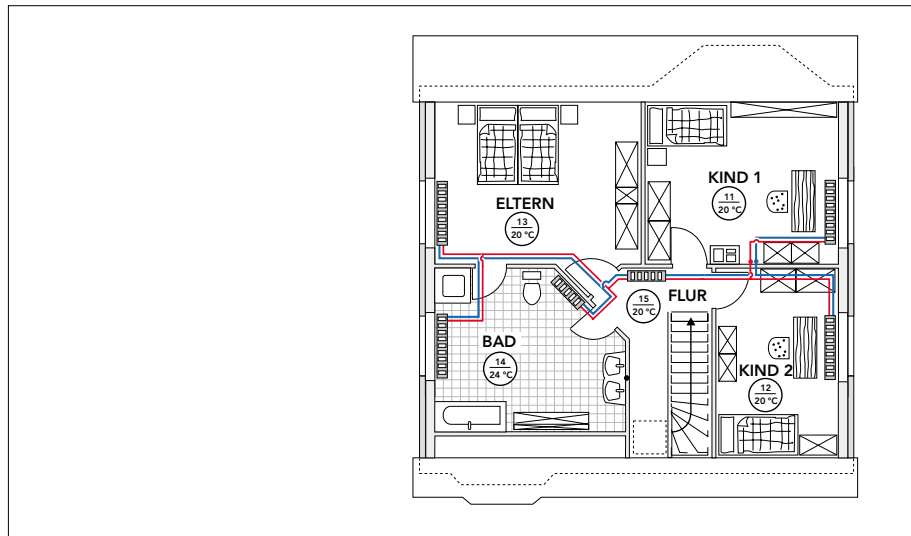 KIND 1
11
20 °C
ELTERN
13
20 °C
15
20 °C
FLUR
BAD
14
24 °C
KIND 2
12
20 °C